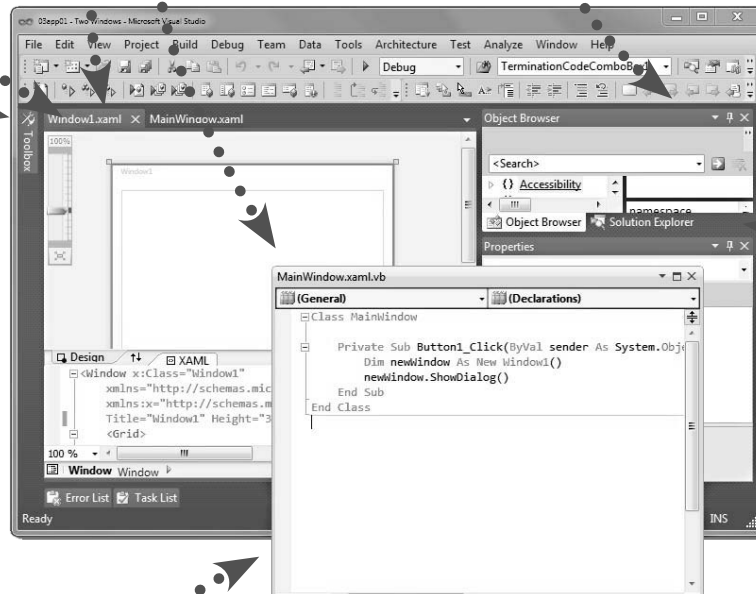 03app01 - Two Windows - Microsoft Visual Studio
File Edit View Project Build Debug Team Data Tools Architecture Test Analyze Window Help
Debug TerminationCodeComboBox1
Toolbox
Window1.xaml MainWindow.xaml
Object Browser
100%
Window1
<Search>
{} Accessibility
namespace
Object Browser Solution Explorer
Properties
MainWindow.xaml.vb
(General) (Declarations)
Class MainWindow
Private Sub Button1_Click(ByVal sender As System.Obje
Dim newWindow As New Window1()
newWindow.ShowDialog()
End Sub
End Class
Design XAML
<Window x:Class="Window1"
xmlns="http://schemas.mic
xmlns:x="http://schemas.m
Title="Window1" Height="3
<Grid>
100 %
Window Window
Error List Task List
Ready INS